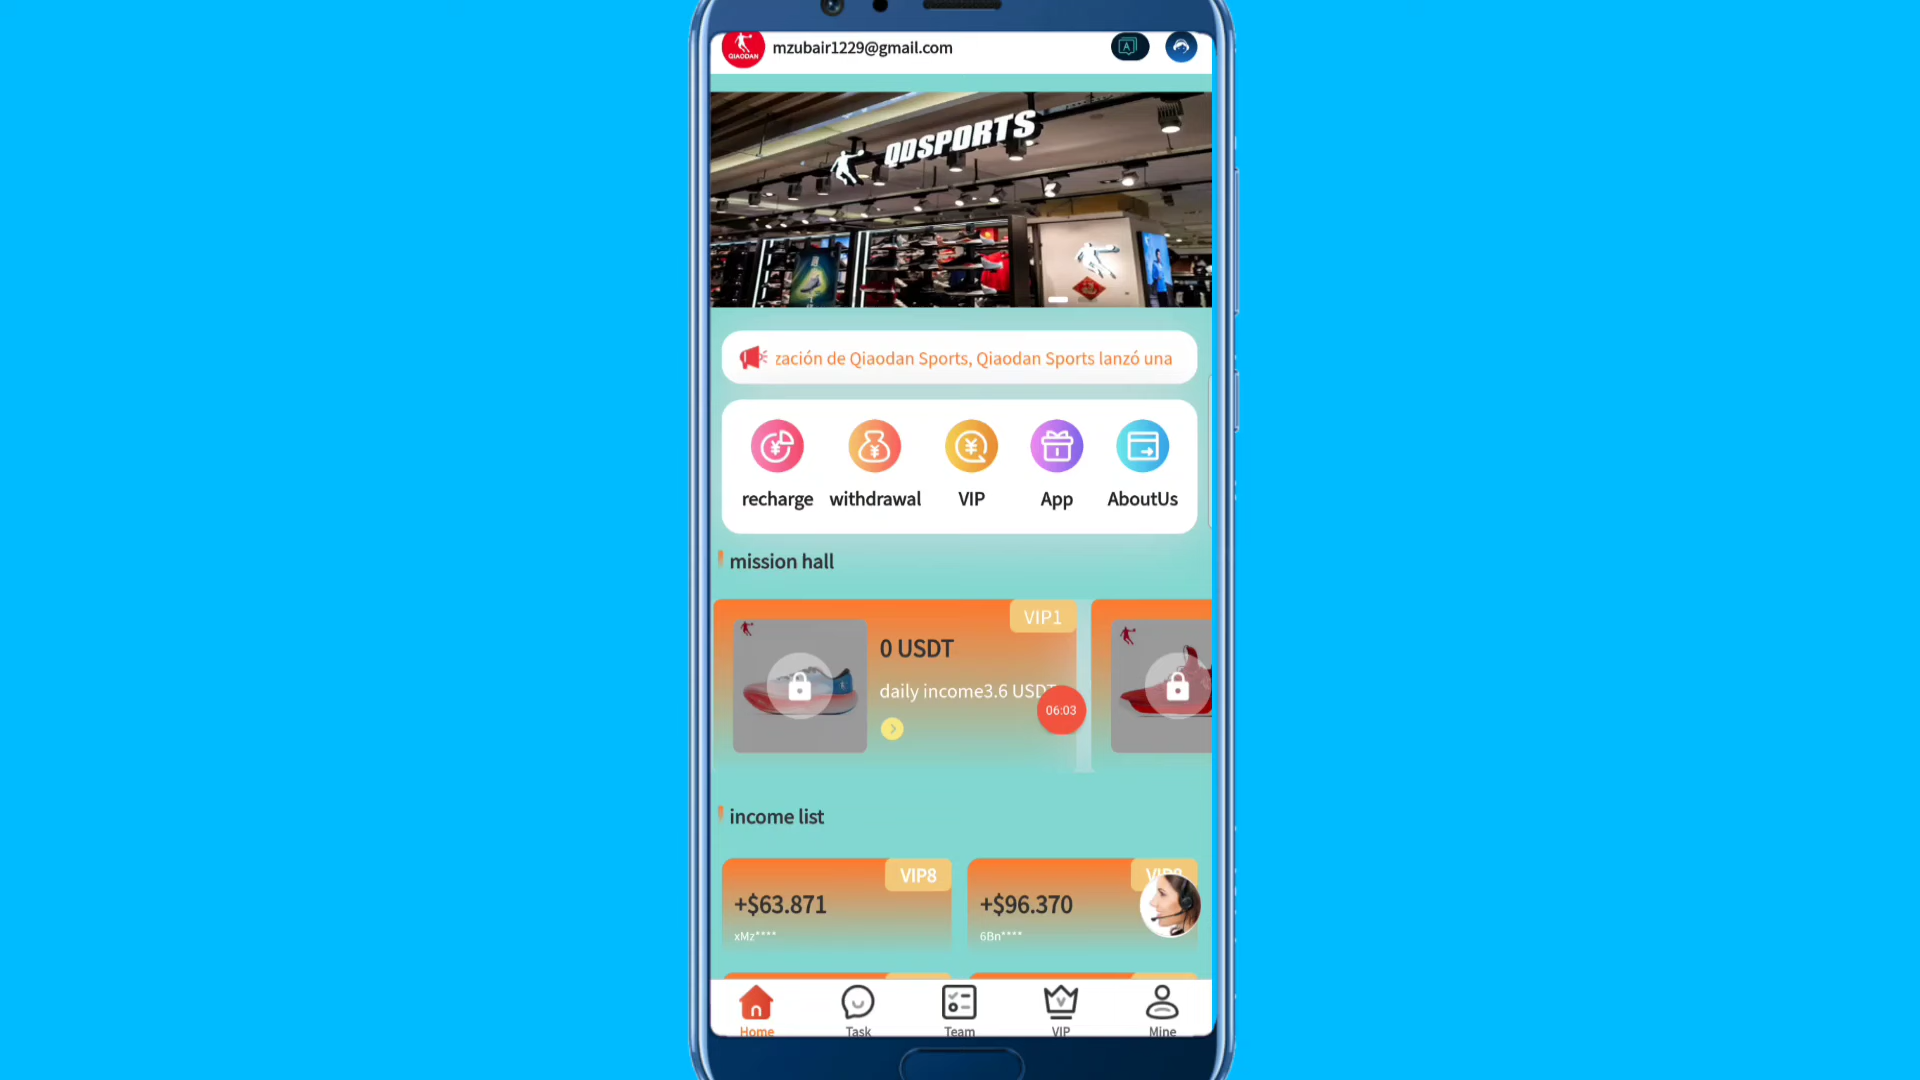 QIAODAN
mzubair1229@gmail.com
QDSPORTS
zación de Qiaodan Sports, Qiaodan Sports lanzó una
recharge
withdrawal
VIP
App
AboutUs
mission hall
VIP1
0 USDT
daily income3.6 USDT
06:03
income list
VIP8
+$63.871
xMz****
+$96.370
6Bn****
Home
Task
Team
VIP
Mine